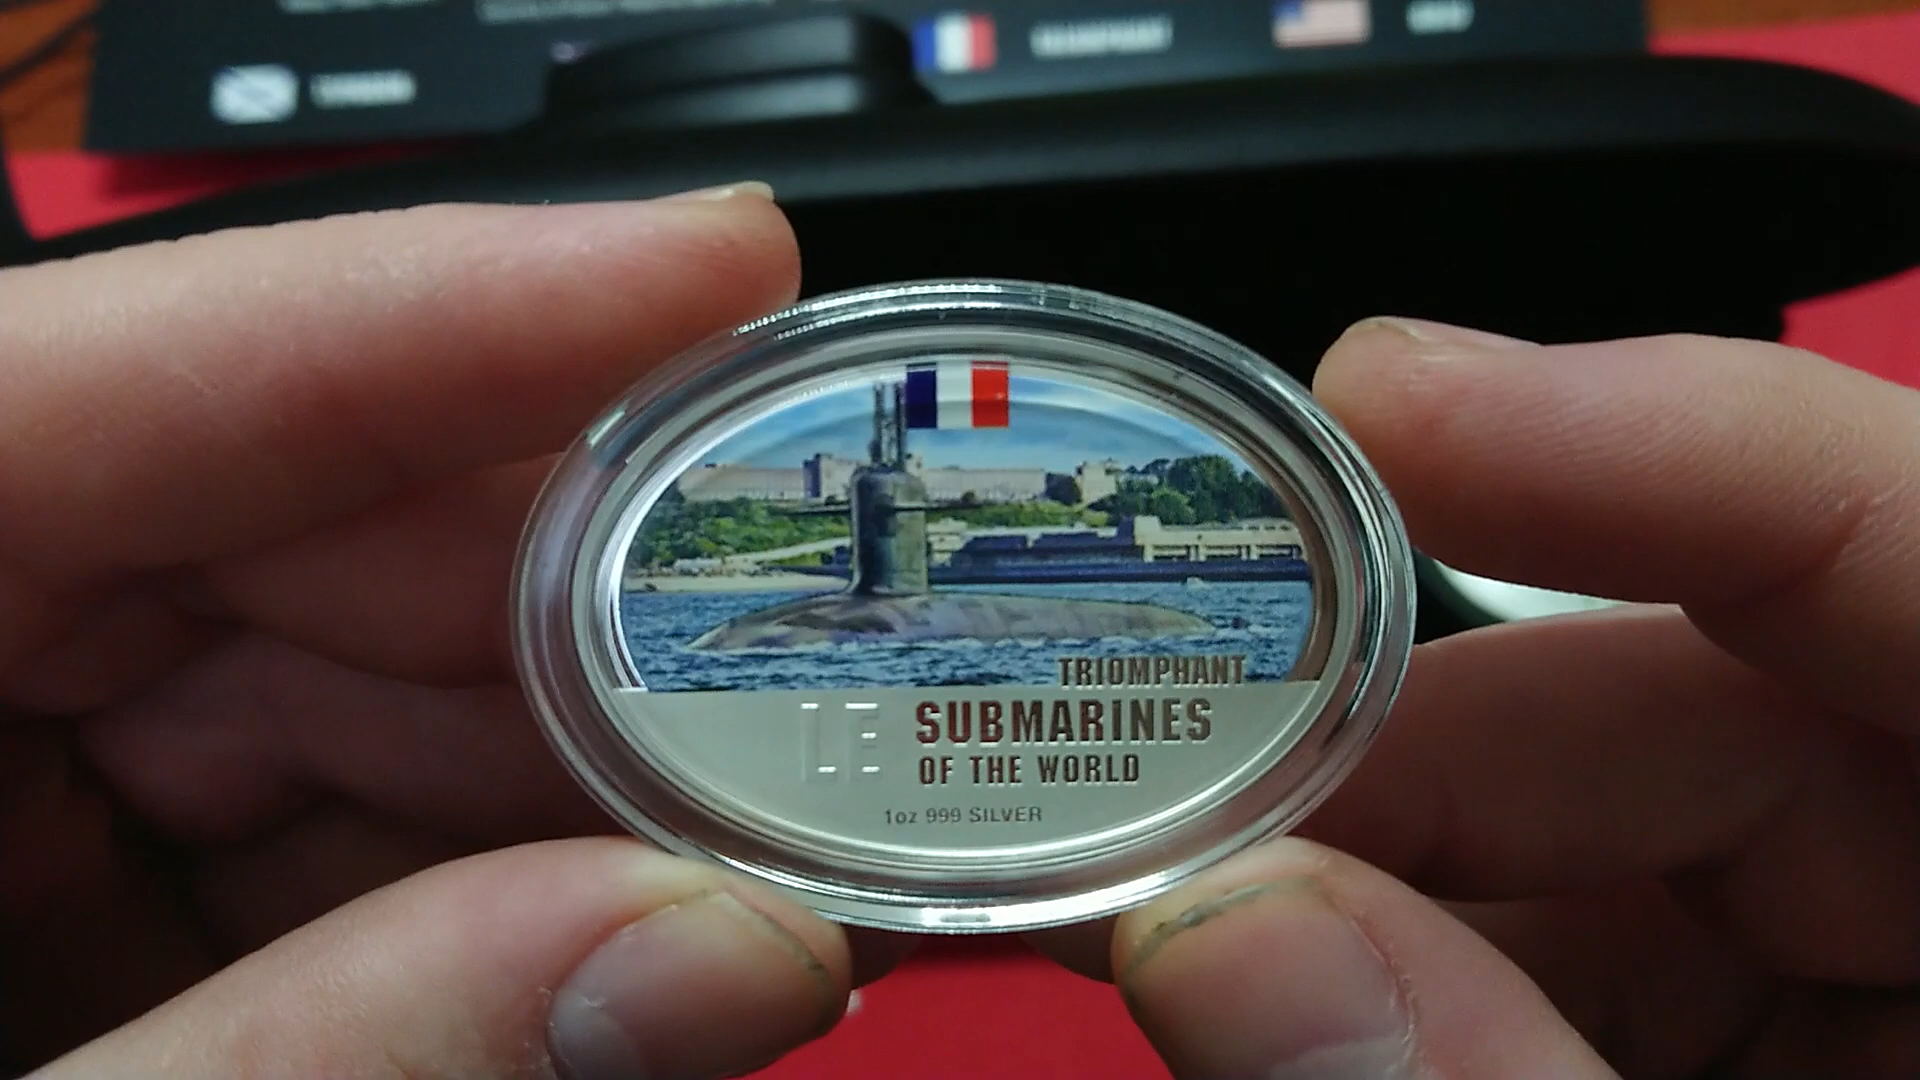 TRIOMPHANT
LE SUBMARINES
OF THE WORLD
1oz 999 SILVER